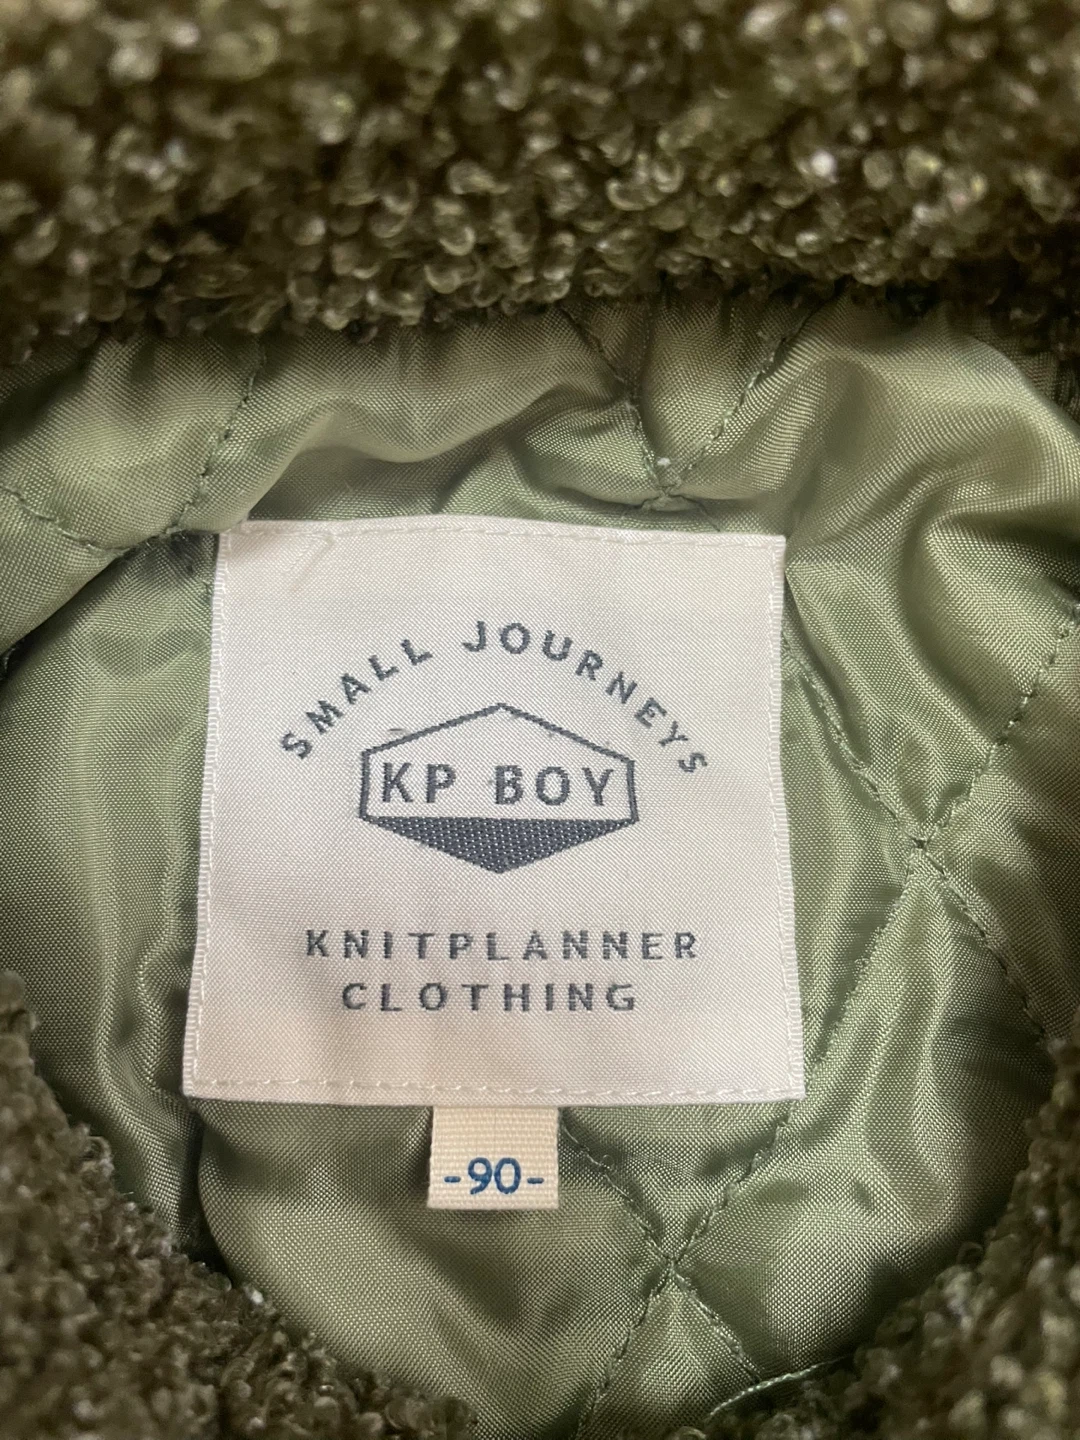 SMALL JOURNEYS
KP BOY
KNITPLANNER
CLOTHING
-90-